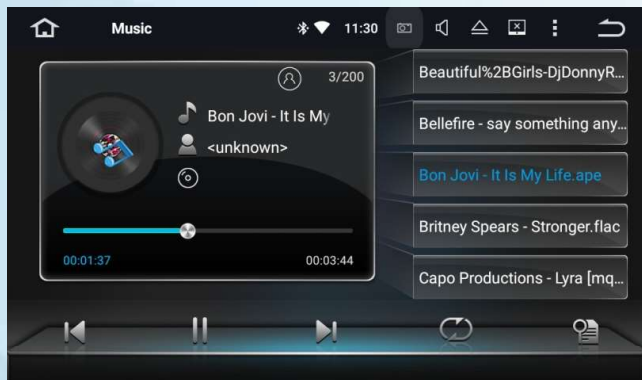 Music
11:30
3/200
Bon Jovi - It Is My
<unknown>
00:01:37
00:03:44
Beautiful%2BGirls-DjDonnyR...
Bellefire - say something any...
Bon Jovi - It Is My Life.ape
Britney Spears - Stronger.flac
Capo Productions - Lyra [mq...